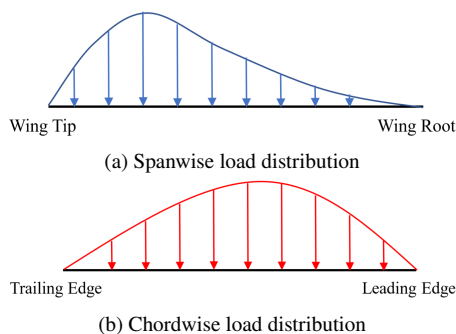 Wing Tip Wing Root
(a) Spanwise load distribution
Trailing Edge Leading Edge
(b) Chordwise load distribution